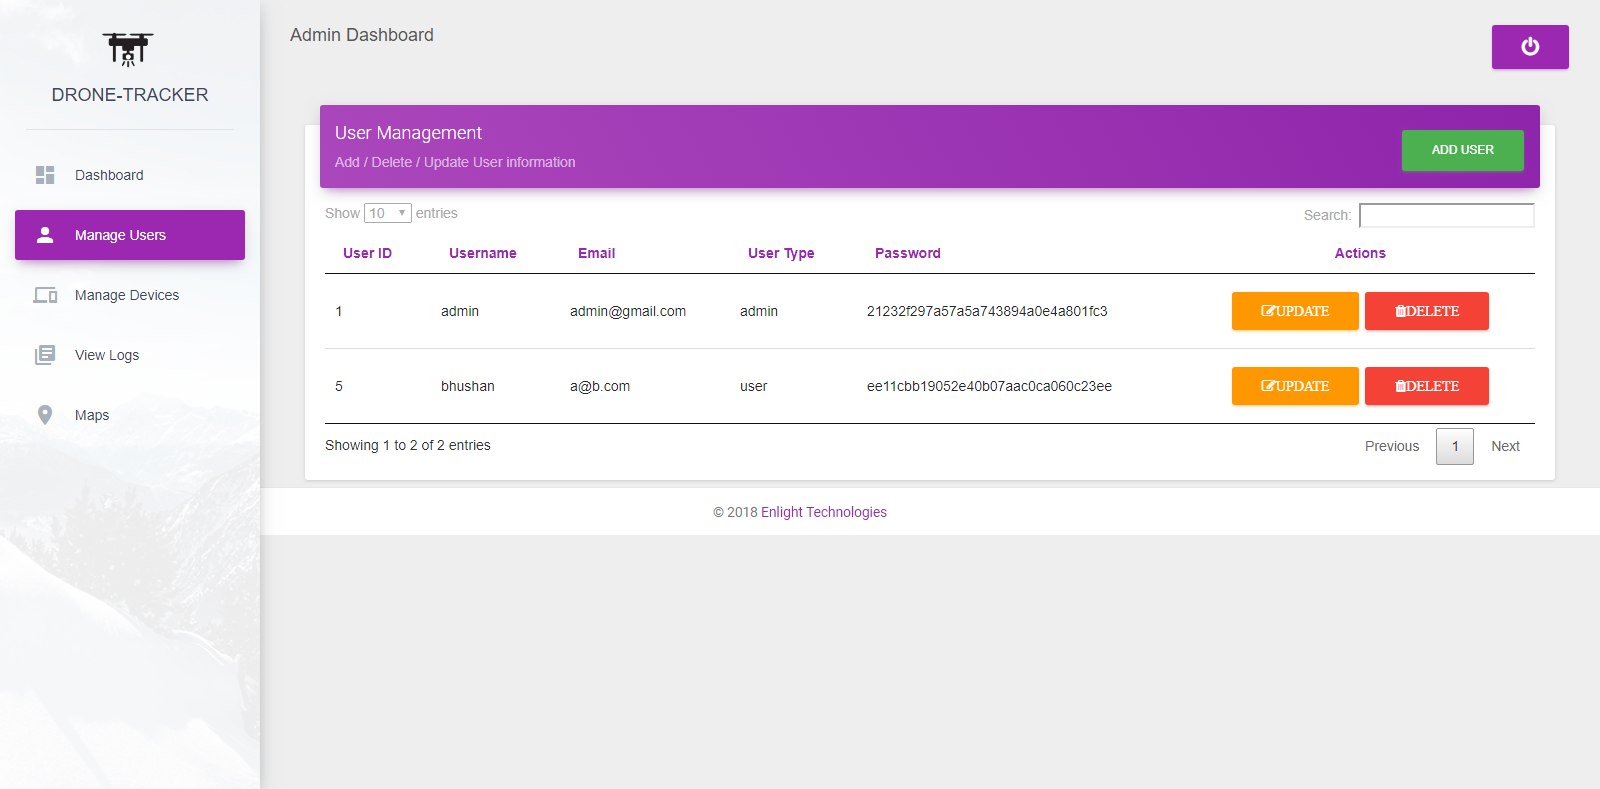 DRONE-TRACKER
Dashboard
Manage Users
Manage Devices
View Logs
Maps
Admin Dashboard
User Management
Add / Delete / Update User information
ADD USER
Show 10 entries
Search:
User ID Username Email User Type Password Actions
1 admin admin@gmail.com admin 21232f297a57a5a743894a0e4a801fc3 UPDATE DELETE
5 bhushan a@b.com user ee11cbb19052e40b07aac0ca060c23ee UPDATE DELETE
Showing 1 to 2 of 2 entries
Previous 1 Next
© 2018 Enlight Technologies